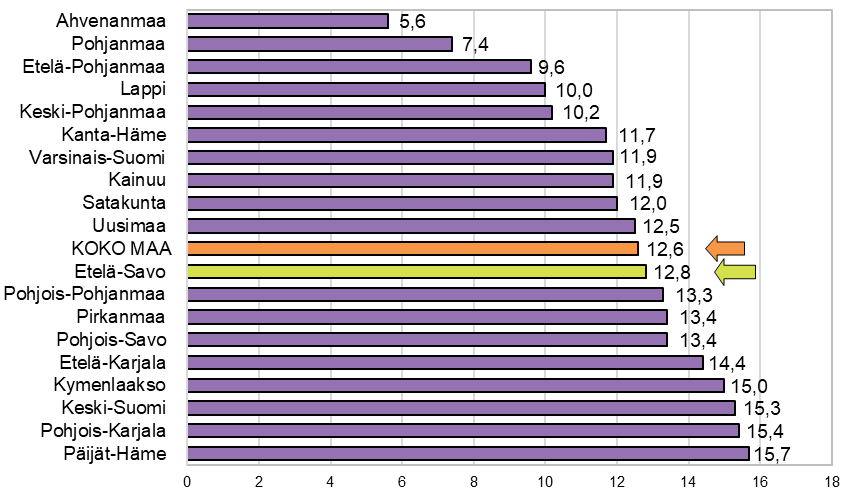 Ahvenanmaa 5,6
Pohjanmaa 7,4
Etelä-Pohjanmaa 9,6
Lappi 10,0
Keski-Pohjanmaa 10,2
Kanta-Häme 11,7
Varsinais-Suomi 11,9
Kainuu 11,9
Satakunta 12,0
Uusimaa 12,5
KOKO MAA 12,6
Etelä-Savo 12,8
Pohjois-Pohjanmaa 13,3
Pirkanmaa 13,4
Pohjois-Savo 13,4
Etelä-Karjala 14,4
Kymenlaakso 15,0
Keski-Suomi 15,3
Pohjois-Karjala 15,4
Päijät-Häme 15,7
0 2 4 6 8 10 12 14 16 18